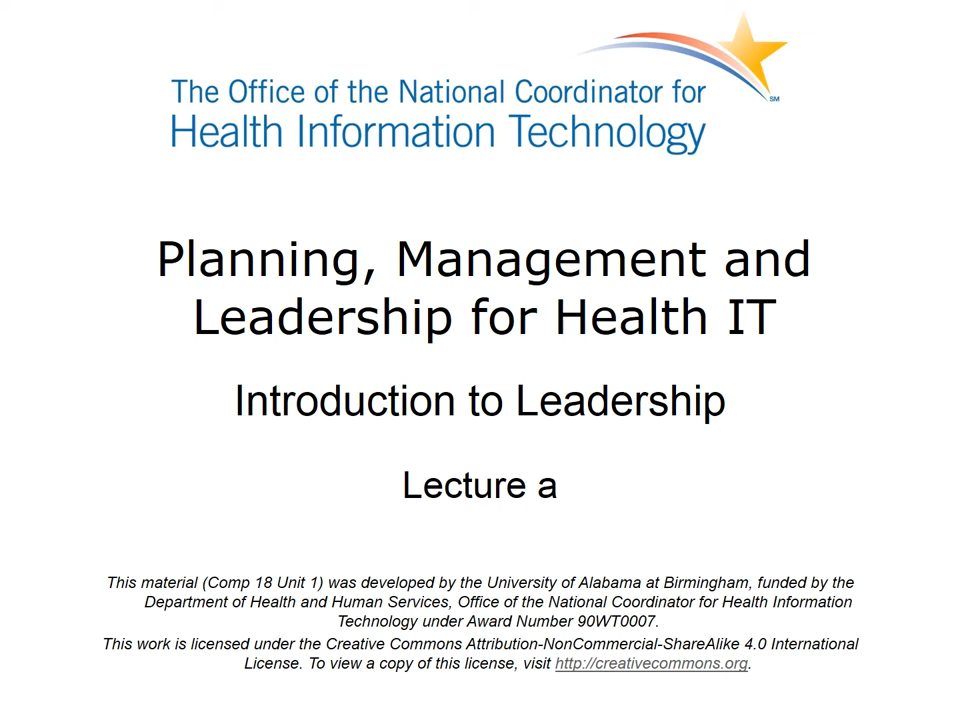 The Office of the National Coordinator for
Health Information Technology
SM
Planning, Management and
Leadership for Health IT
Introduction to Leadership
Lecture a
This material (Comp 18 Unit 1) was developed by the University of Alabama at Birmingham, funded by the
Department of Health and Human Services, Office of the National Coordinator for Health Information
Technology under Award Number 90WT0007.
This work is licensed under the Creative Commons Attribution-NonCommercial-ShareAlike 4.0 International
License. To view a copy of this license, visit http://creativecommons.org.